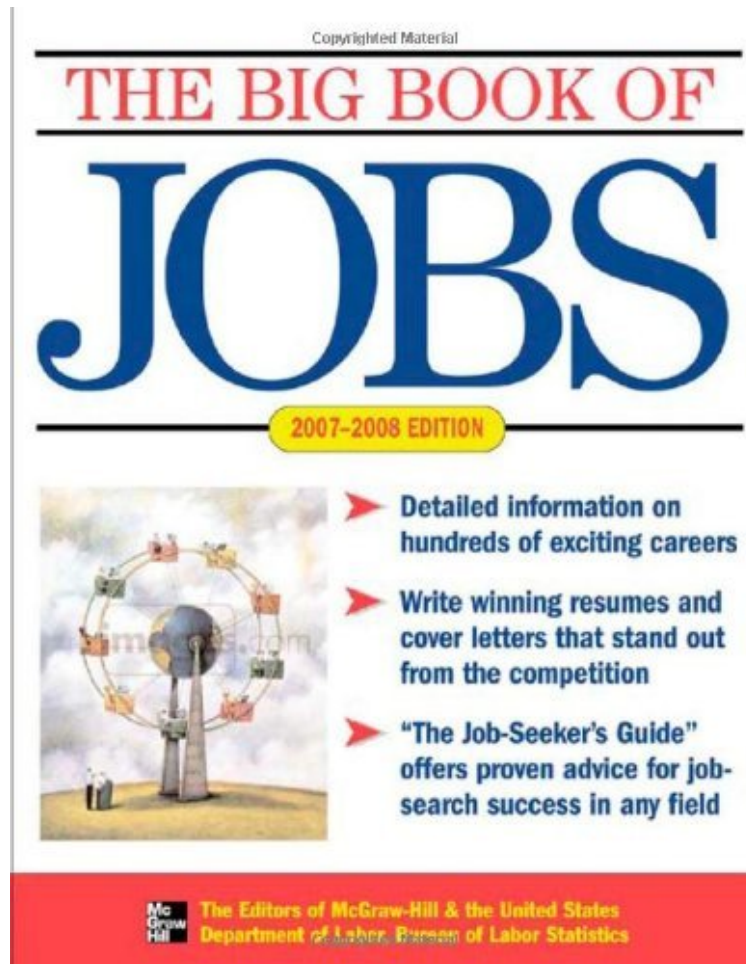 Copyrighted Material
THE BIG BOOK OF
JOBS
2007–2008 EDITION
Detailed information on
hundreds of exciting careers
Write winning resumes and
cover letters that stand out
from the competition
“The Job-Seeker’s Guide”
offers proven advice for job-
search success in any field
Mc
Graw
Hill
The Editors of McGraw-Hill & the United States
Department of Labor, Bureau of Labor Statistics
Copyrighted Material